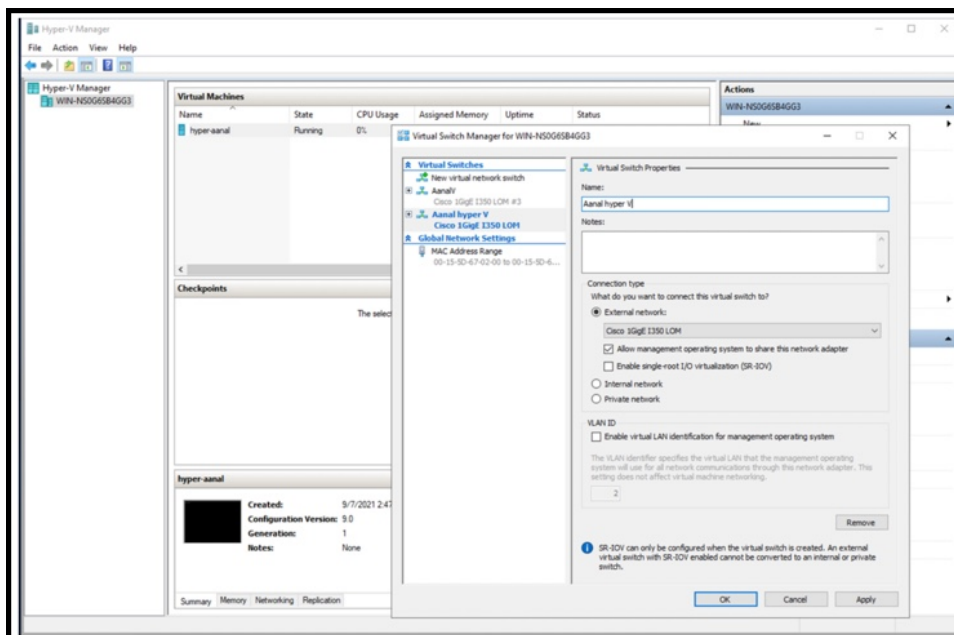 Hyper-V Manager
File Action View Help
Hyper-V Manager
WIN-NS0G6SB4GG3
Virtual Machines
Name State CPU Usage Assigned Memory Uptime Status
hyper-aanal Running 0%
Checkpoints
The selec
hyper-aanal
Created: 9/7/2021 2:47
Configuration Version: 9.0
Generation: 1
Notes: None
Summary Memory Networking Replication
Actions
WIN-NS0G6SB4GG3
New
Virtual Switch Manager for WIN-NS0G6SB4GG3
Virtual Switches
New virtual network switch
AanalV
Cisco 1GigE I350 LOM #3
Aanal hyper V
Cisco 1GigE I350 LOM
Global Network Settings
MAC Address Range
00-15-5D-67-02-00 to 00-15-5D-6...
Virtual Switch Properties
Name:
Aanal hyper V
Notes:
Connection type
What do you want to connect this virtual switch to?
External network:
Cisco 1GigE I350 LOM
Allow management operating system to share this network adapter
Enable single-root I/O virtualization (SR-IOV)
Internal network
Private network
VLAN ID
Enable virtual LAN identification for management operating system
The VLAN identifier specifies the virtual LAN that the management operating
system will use for all network communications through this network adapter. This
setting does not affect virtual machine networking.
2
Remove
SR-IOV can only be configured when the virtual switch is created. An external
virtual switch with SR-IOV enabled cannot be converted to an internal or private
switch.
OK Cancel Apply